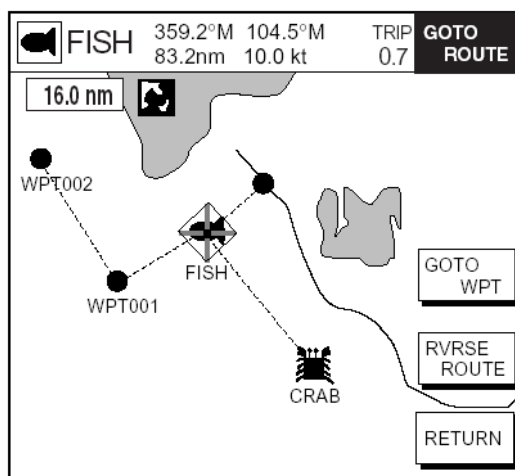 FISH
359.2°M 104.5°M
83.2nm 10.0 kt
TRIP
0.7
GOTO
ROUTE
16.0 nm
WPT002
FISH
WPT001
GOTO
WPT
RVRSE
ROUTE
CRAB
RETURN